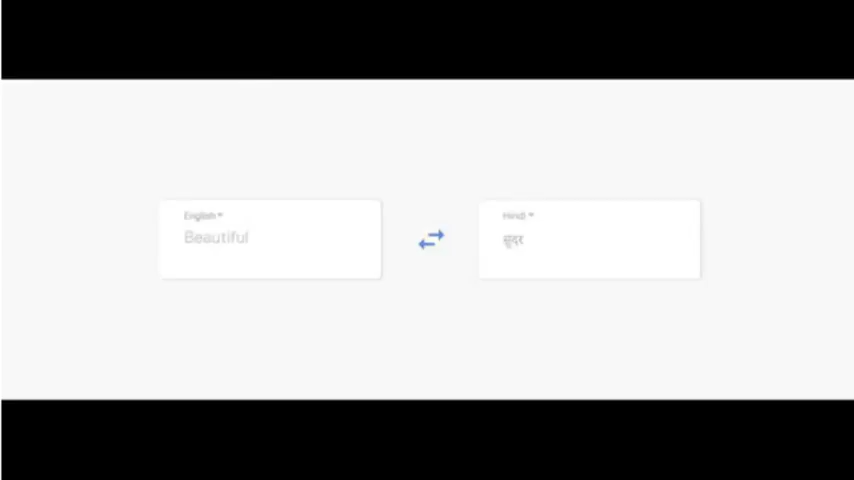 English
Beautiful
Hindi
सुंदर